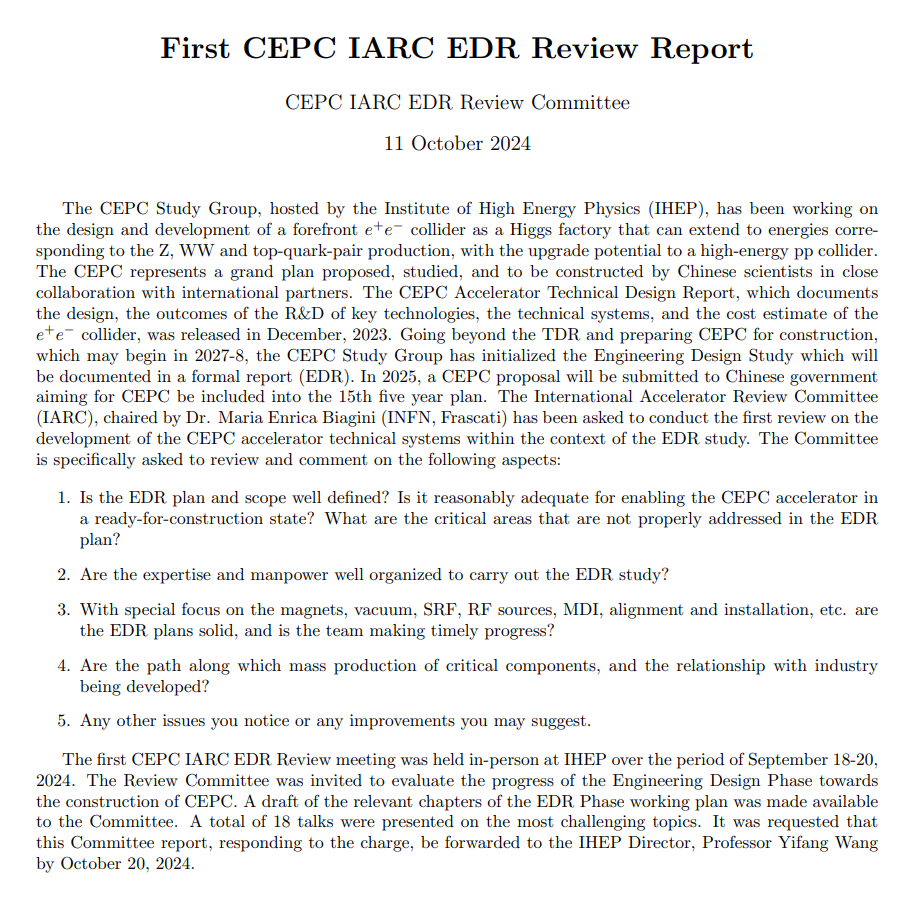 First CEPC IARC EDR Review Report
CEPC IARC EDR Review Committee
11 October 2024
The CEPC Study Group, hosted by the Institute of High Energy Physics (IHEP), has been working on
the design and development of a forefront e⁺e⁻ collider as a Higgs factory that can extend to energies corre-
sponding to the Z, WW and top-quark-pair production, with the upgrade potential to a high-energy pp collider.
The CEPC represents a grand plan proposed, studied, and to be constructed by Chinese scientists in close
collaboration with international partners. The CEPC Accelerator Technical Design Report, which documents
the design, the outcomes of the R&D of key technologies, the technical systems, and the cost estimate of the
e⁺e⁻ collider, was released in December, 2023. Going beyond the TDR and preparing CEPC for construction,
which may begin in 2027-8, the CEPC Study Group has initialized the Engineering Design Study which will
be documented in a formal report (EDR). In 2025, a CEPC proposal will be submitted to Chinese government
aiming for CEPC be included into the 15th five year plan. The International Accelerator Review Committee
(IARC), chaired by Dr. Maria Enrica Biagini (INFN, Frascati) has been asked to conduct the first review on the
development of the CEPC accelerator technical systems within the context of the EDR study. The Committee
is specifically asked to review and comment on the following aspects:
1. Is the EDR plan and scope well defined? Is it reasonably adequate for enabling the CEPC accelerator in
a ready-for-construction state? What are the critical areas that are not properly addressed in the EDR
plan?
2. Are the expertise and manpower well organized to carry out the EDR study?
3. With special focus on the magnets, vacuum, SRF, RF sources, MDI, alignment and installation, etc. are
the EDR plans solid, and is the team making timely progress?
4. Are the path along which mass production of critical components, and the relationship with industry
being developed?
5. Any other issues you notice or any improvements you may suggest.
The first CEPC IARC EDR Review meeting was held in-person at IHEP over the period of September 18-20,
2024. The Review Committee was invited to evaluate the progress of the Engineering Design Phase towards
the construction of CEPC. A draft of the relevant chapters of the EDR Phase working plan was made available
to the Committee. A total of 18 talks were presented on the most challenging topics. It was requested that
this Committee report, responding to the charge, be forwarded to the IHEP Director, Professor Yifang Wang
by October 20, 2024.